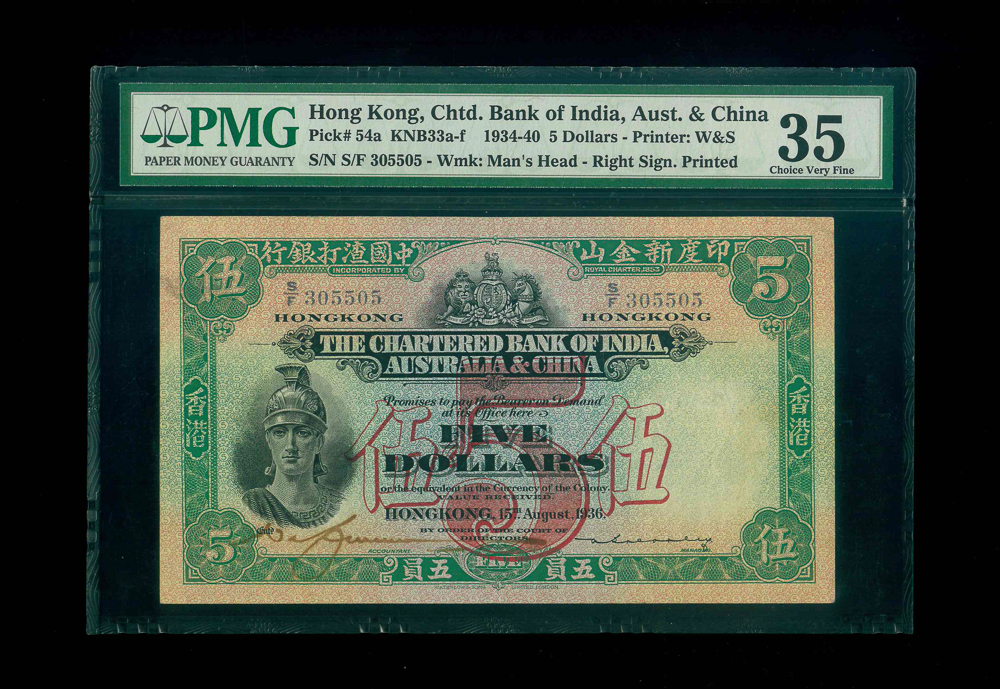 PMG
PAPER MONEY GUARANTY
Hong Kong, Chtd. Bank of India, Aust. & China
Pick# 54a KNB33a-f 1934-40 5 Dollars - Printer: W&S
S/N S/F 305505 - Wmk: Man's Head - Right Sign. Printed
35
Choice Very Fine
行銀打渣國中
山金新度印
伍
5
INCORPORATED BY
ROYAL CHARTER 1853
S/F 305505
S/F 305505
HONGKONG
HONGKONG
THE CHARTERED BANK OF INDIA,
AUSTRALIA & CHINA
香港
香港
Promises to pay the Bearer on Demand
at its Office here
伍 5 伍
FIVE
DOLLARS
or the equivalent in the Currency of the Colony
VALUE RECEIVED.
HONGKONG, 15TH August, 1936.
BY ORDER OF THE COURT OF
DIRECTORS
ACCOUNTANT
MANAGER
5
伍
員五
FIVE
員五